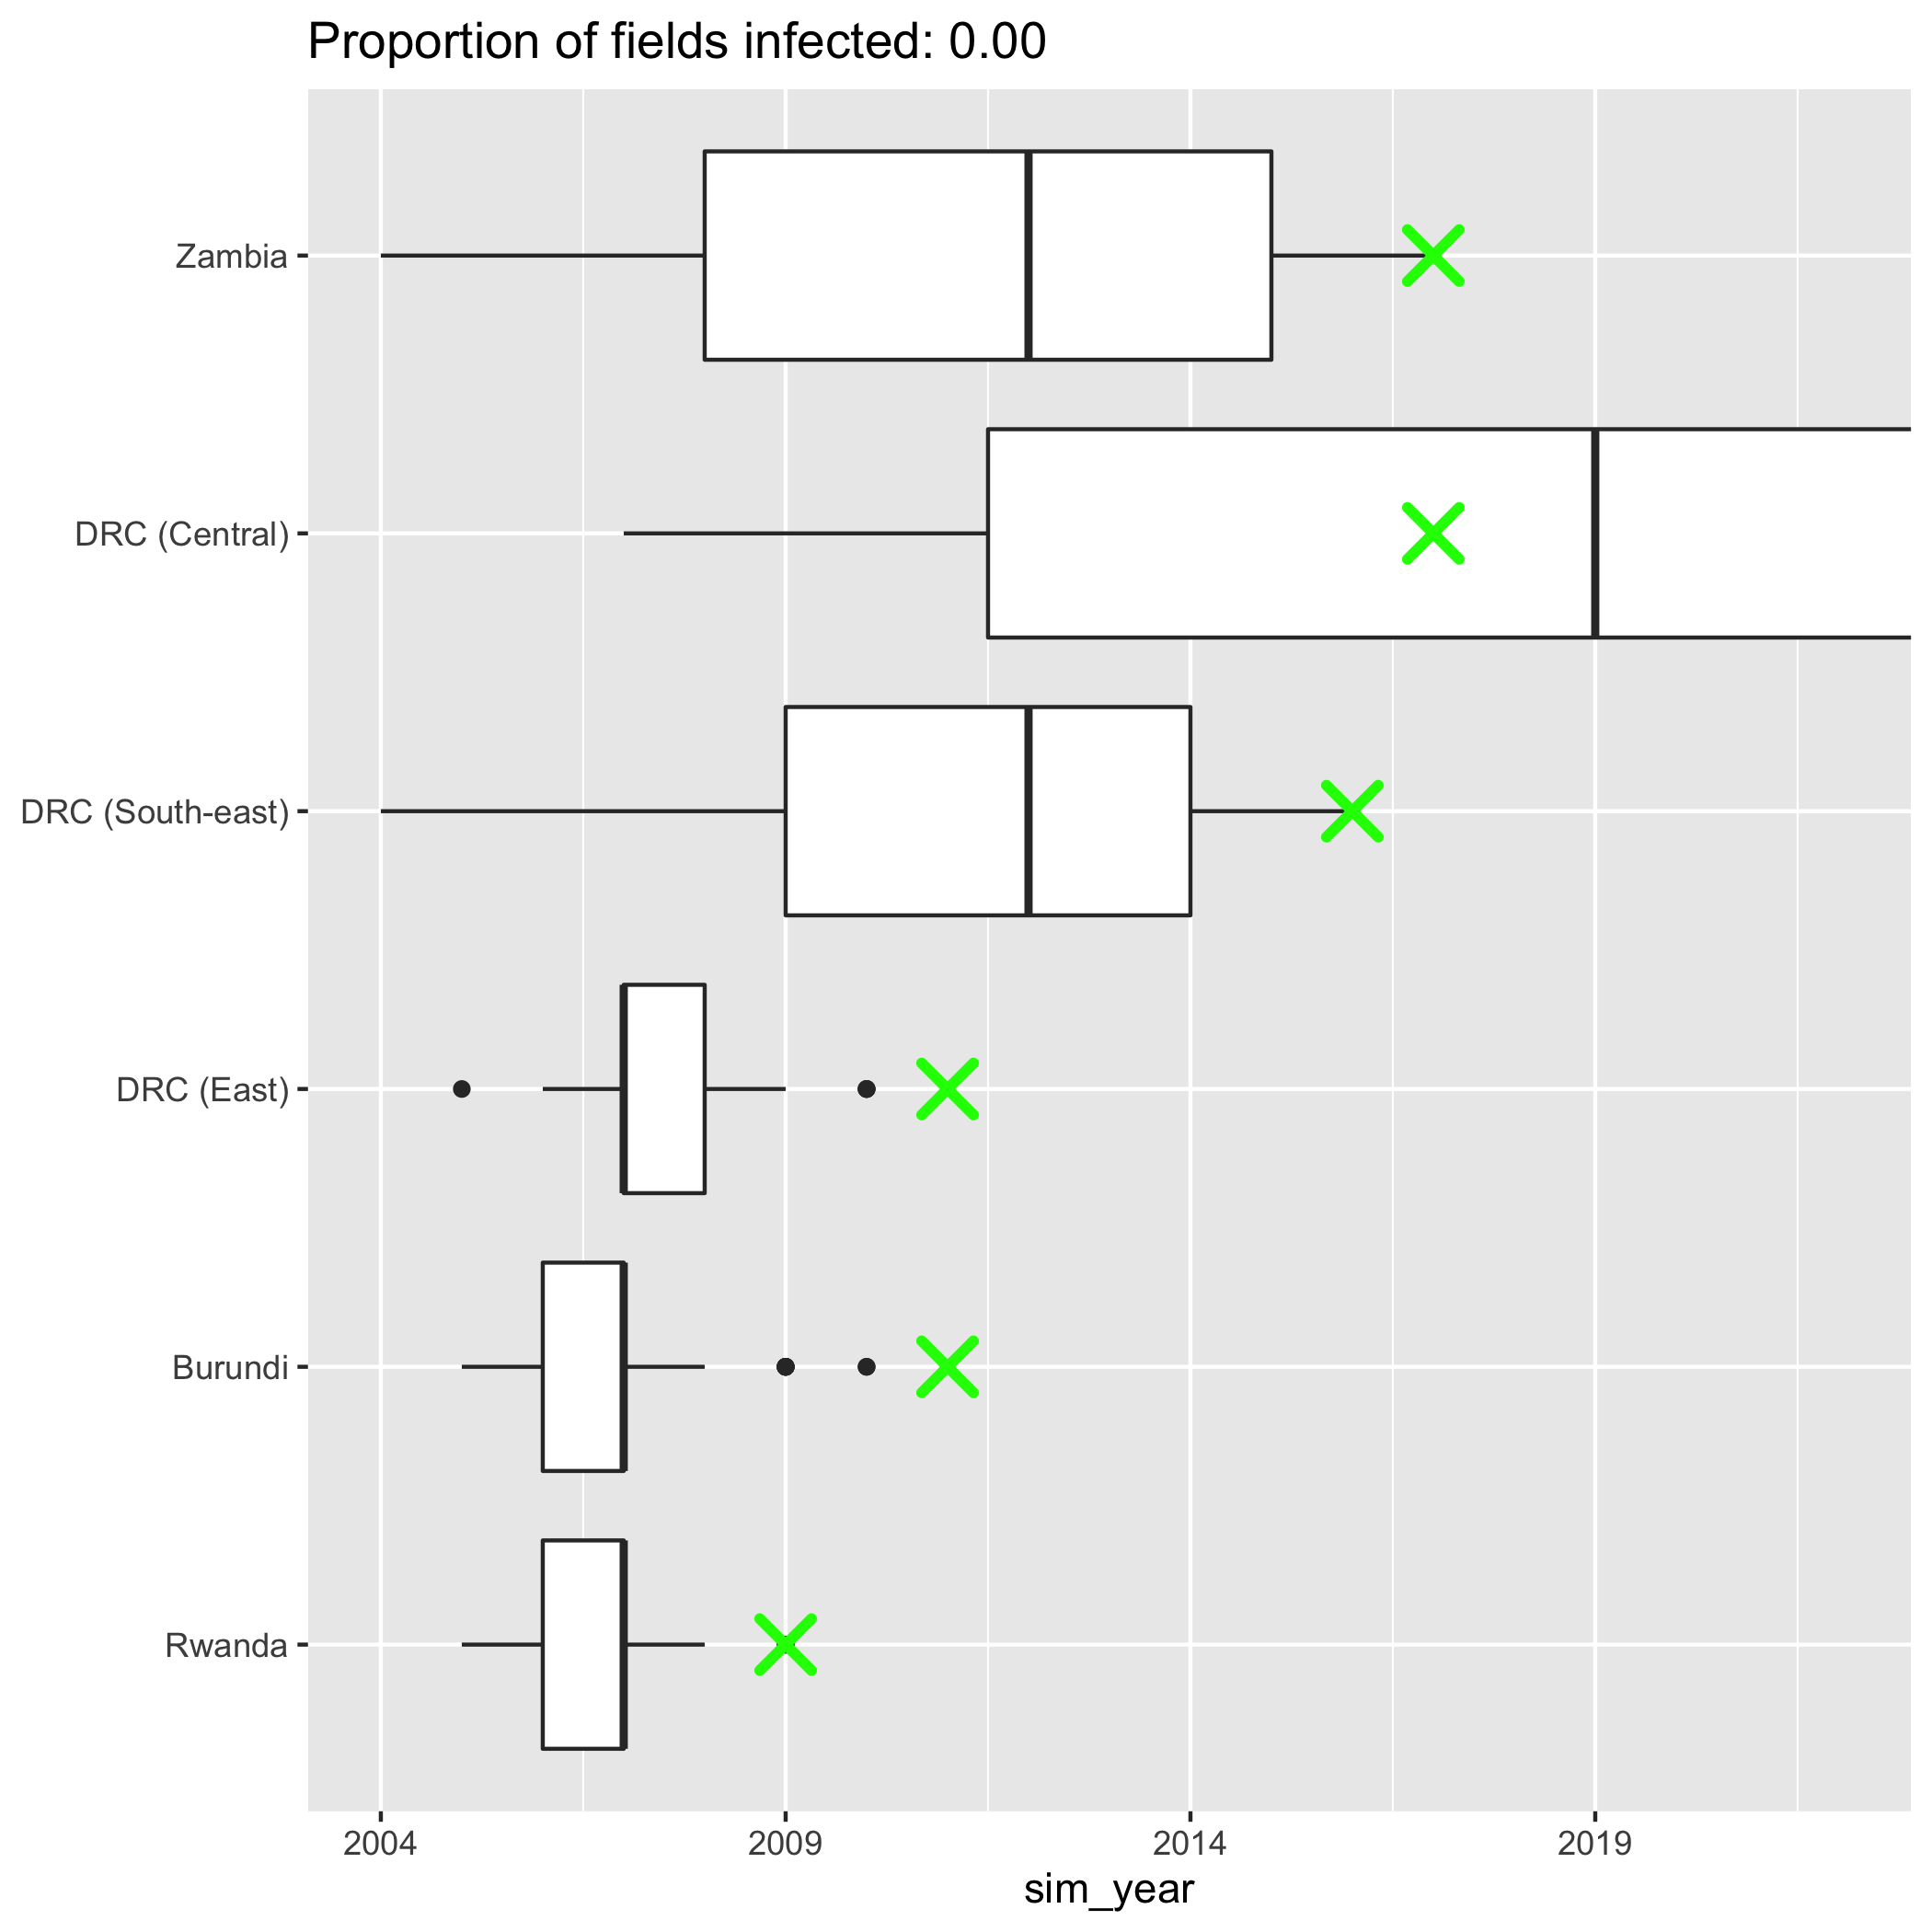 Proportion of fields infected: 0.00
Zambia
DRC (Central)
DRC (South-east)
DRC (East)
Burundi
Rwanda
2004 2009 2014 2019
sim_year